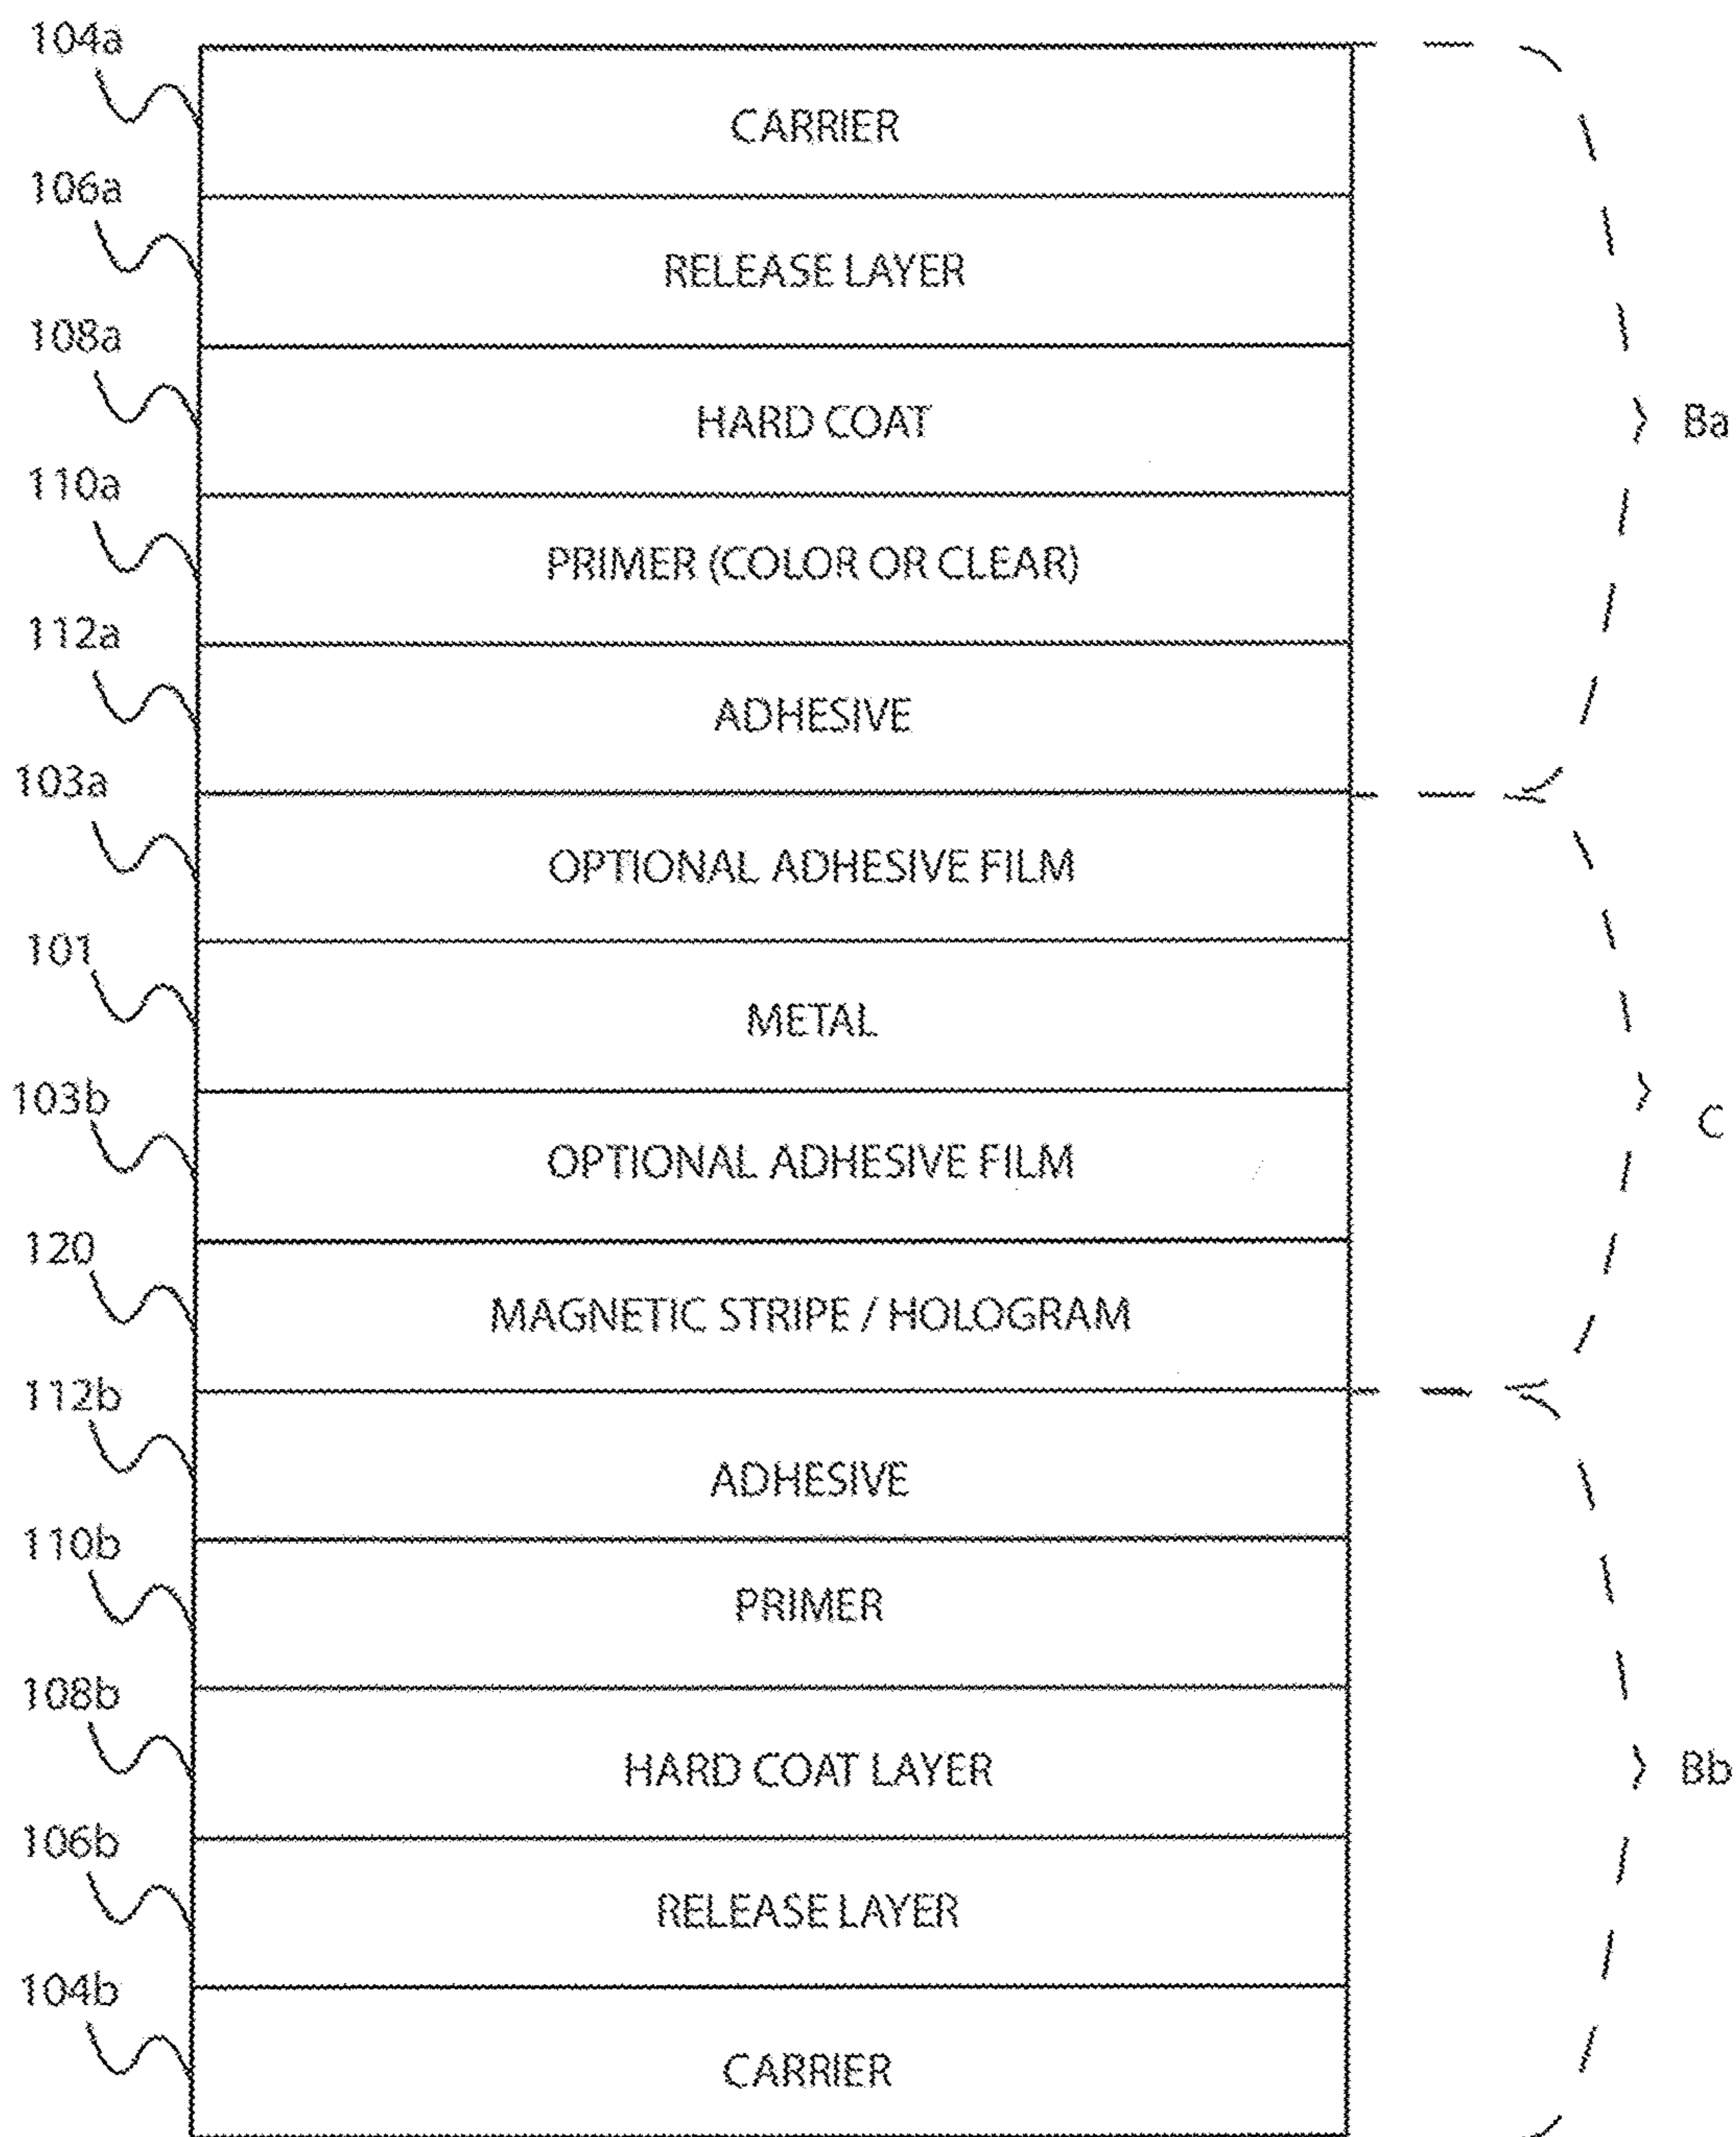 104a
CARRIER
106a
RELEASE LAYER
108a
HARD COAT
Ba
110a
PRIMER (COLOR OR CLEAR)
112a
ADHESIVE
103a
OPTIONAL ADHESIVE FILM
101
METAL
103b
C
OPTIONAL ADHESIVE FILM
120
MAGNETIC STRIPE / HOLOGRAM
112b
ADHESIVE
110b
PRIMER
108b
HARD COAT LAYER
Bb
106b
RELEASE LAYER
104b
CARRIER